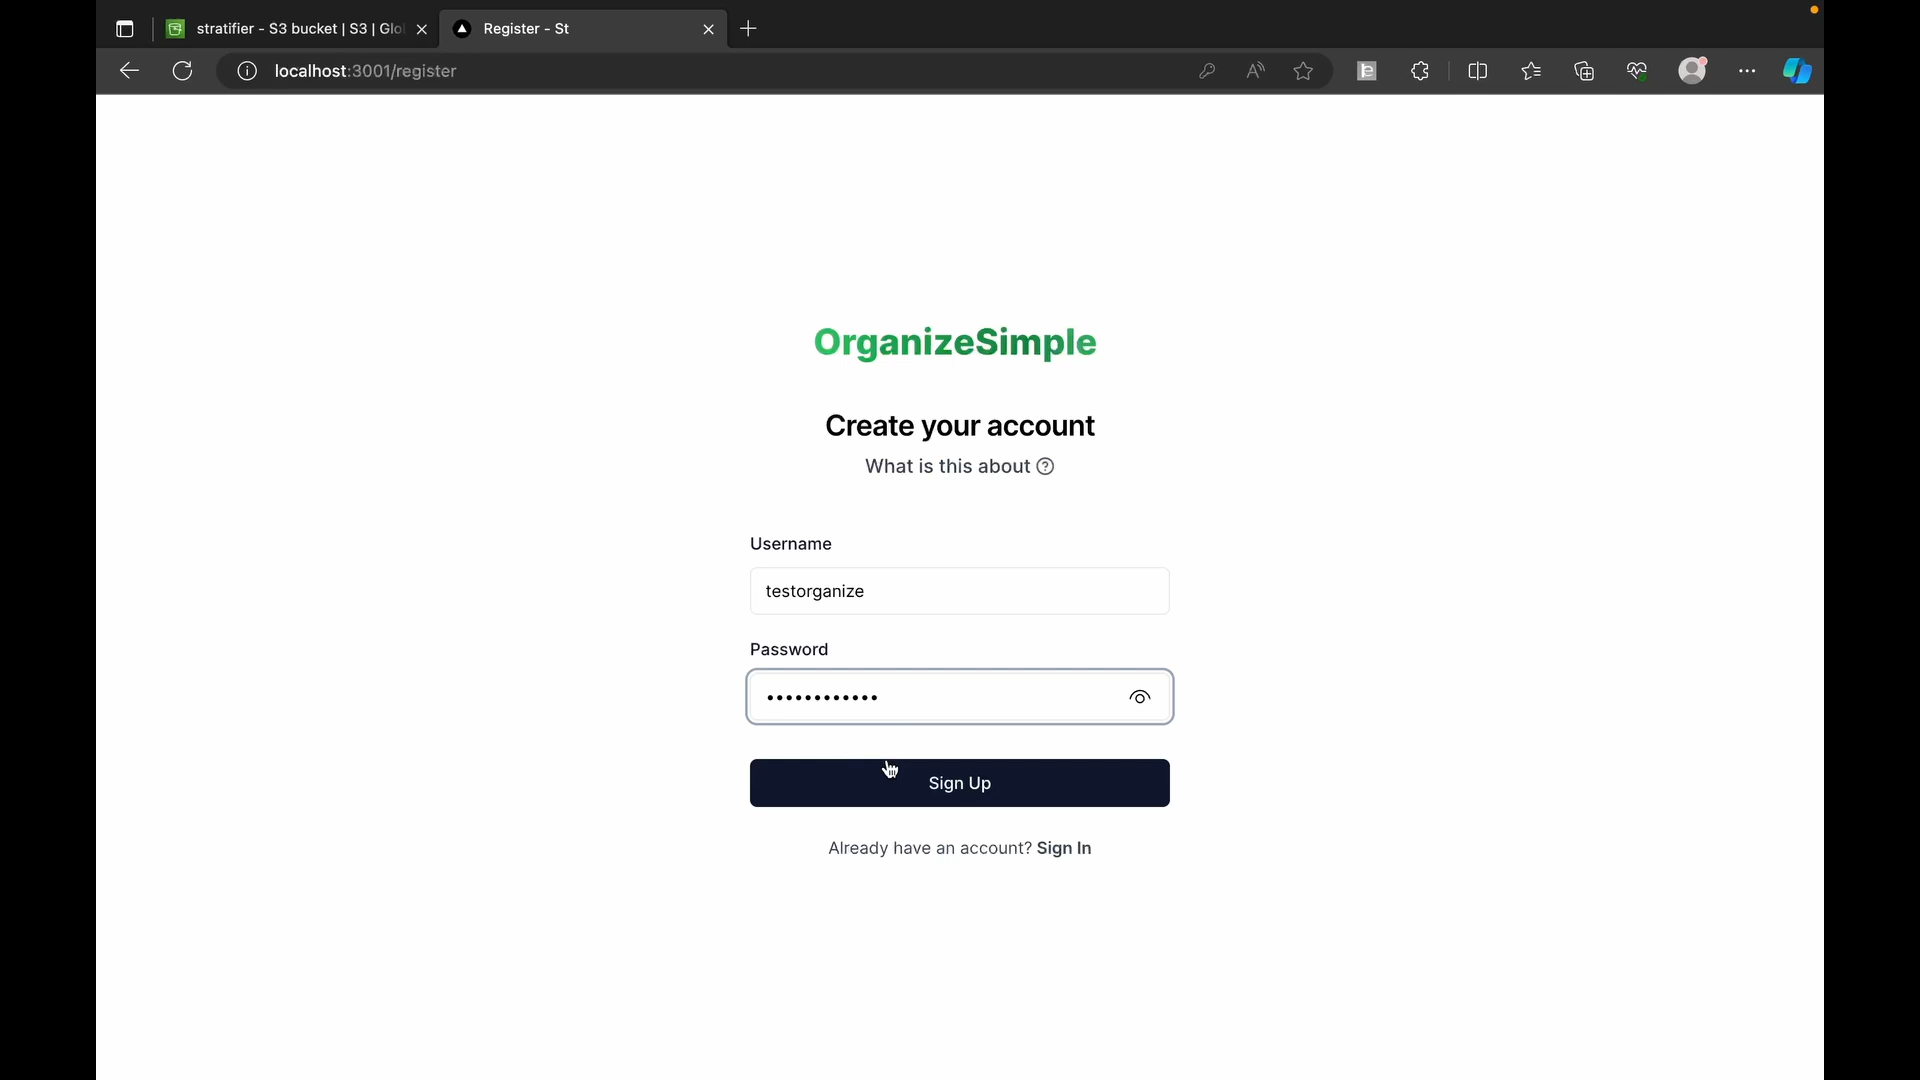 stratifier - S3 bucket | S3 | Glo
Register - St
localhost:3001/register
OrganizeSimple
Create your account
What is this about
Username
testorganize
Password
••••••••••••
Sign Up
Already have an account? Sign In